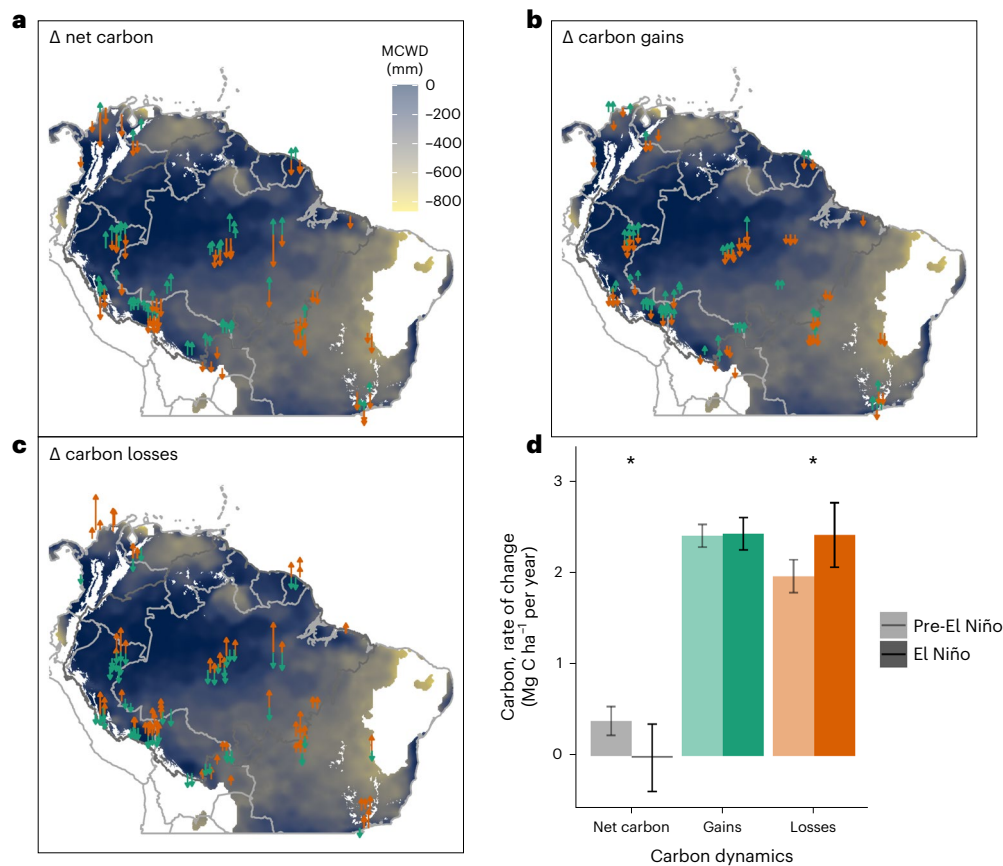 a
Δ net carbon
MCWD
(mm)
0
−200
−400
−600
−800
b
Δ carbon gains
c
Δ carbon losses
d
*
*
3
2
1
0
Carbon, rate of change
(Mg C ha⁻¹ per year)
Net carbon
Gains
Losses
Carbon dynamics
Pre-El Niño
El Niño